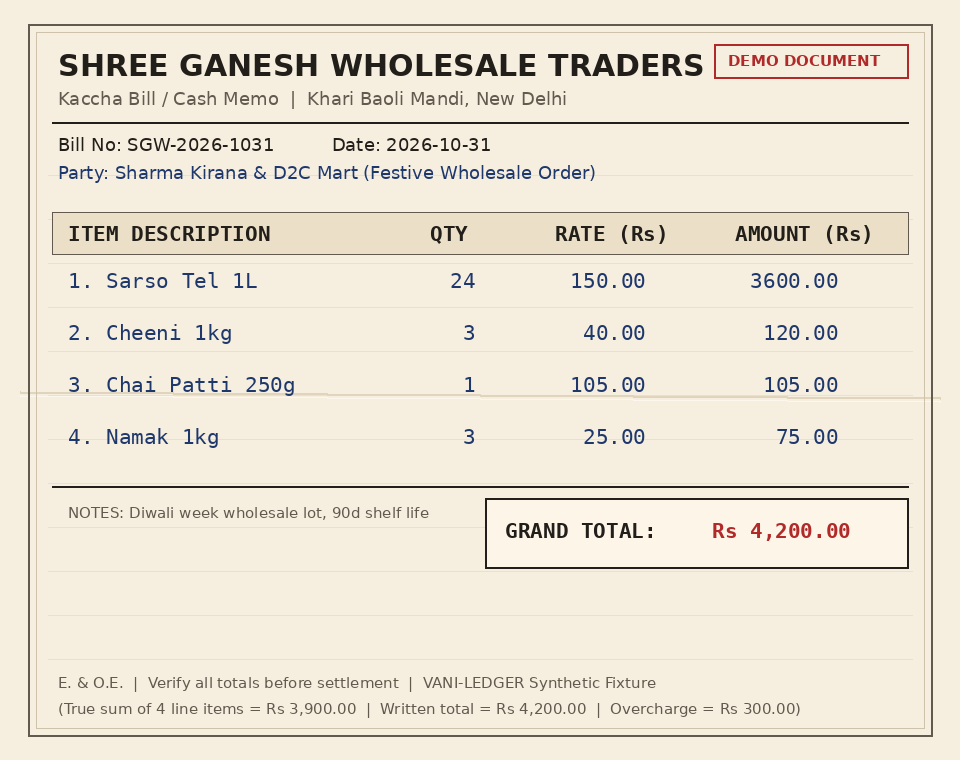 SHREE GANESH WHOLESALE TRADERS DEMO DOCUMENT
Kaccha Bill / Cash Memo | Khari Baoli Mandi, New Delhi
Bill No: SGW-2026-1031 Date: 2026-10-31
Party: Sharma Kirana & D2C Mart (Festive Wholesale Order)
ITEM DESCRIPTION QTY RATE (Rs) AMOUNT (Rs)
1. Sarso Tel 1L 24 150.00 3600.00
2. Cheeni 1kg 3 40.00 120.00
3. Chai Patti 250g 1 105.00 105.00
4. Namak 1kg 3 25.00 75.00
NOTES: Diwali week wholesale lot, 90d shelf life
GRAND TOTAL: Rs 4,200.00
E. & O.E. | Verify all totals before settlement | VANI-LEDGER Synthetic Fixture
(True sum of 4 line items = Rs 3,900.00 | Written total = Rs 4,200.00 | Overcharge = Rs 300.00)